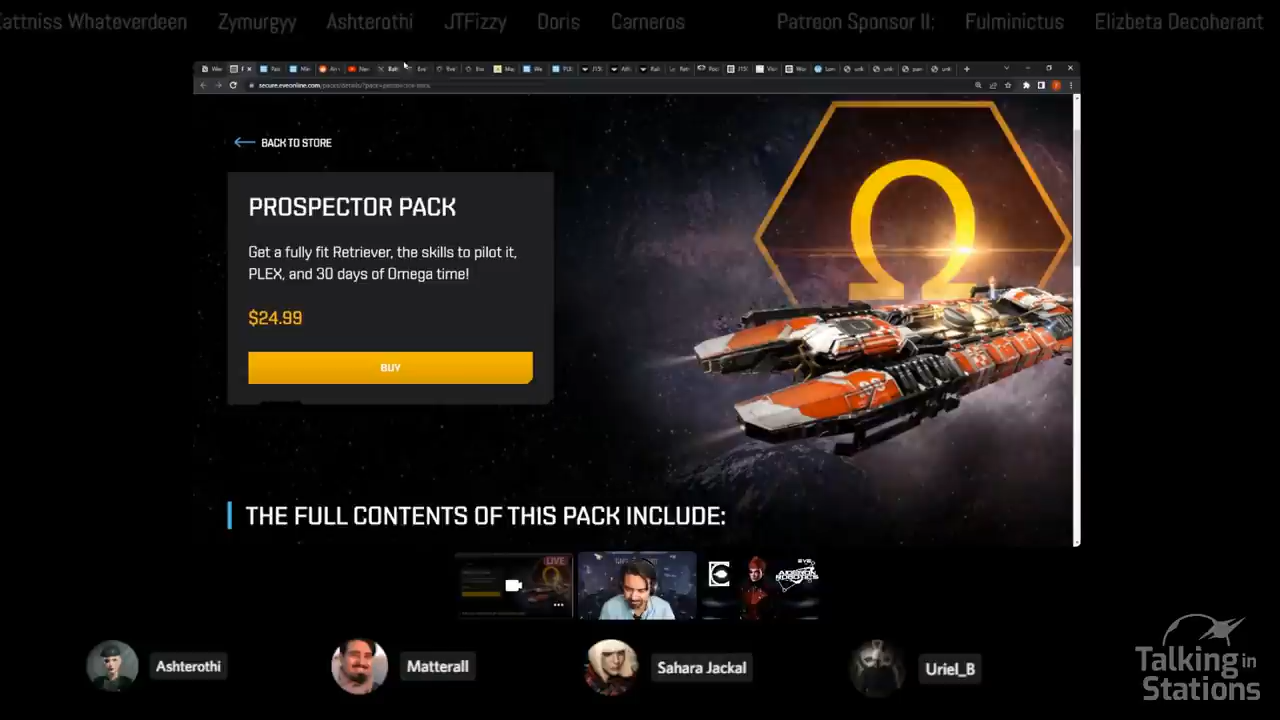 Whateverdeen Zymurgyy Ashterothi JTFizzy Doris Carneros Patreon Sponsor II: Fulminictus Elizbeta Decoherant
BACK TO STORE
PROSPECTOR PACK
Get a fully fit Retriever, the skills to pilot it,
PLEX, and 30 days of Omega time!
$24.99
BUY
Ω
THE FULL CONTENTS OF THIS PACK INCLUDE:
LIVE
Ashterothi
Matterall
Sahara Jackal
Uriel_B
Talking in
Stations